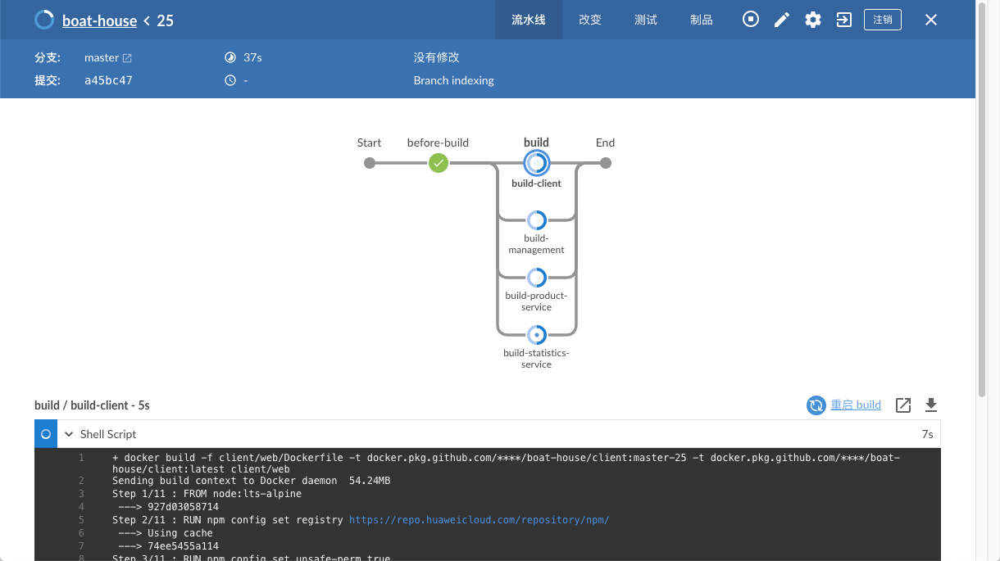 boat-house < 25
流水线 改变 测试 制品 注销
分支: master 37s 没有修改
提交: a45bc47 - Branch indexing
Start before-build build End
build-client
build-
management
build-product-
service
build-statistics-
service
build / build-client - 5s 重启 build
Shell Script 7s
1 + docker build -f client/web/Dockerfile -t docker.pkg.github.com/****/boat-house/client:master-25 -t docker.pkg.github.com/****/boat-
house/client:latest client/web
2 Sending build context to Docker daemon  54.24MB
3 Step 1/11 : FROM node:lts-alpine
4  ---> 927d03058714
5 Step 2/11 : RUN npm config set registry https://repo.huaweicloud.com/repository/npm/
6  ---> Using cache
7  ---> 74ee5455a114
8 Step 3/11 : RUN npm config set unsafe-perm true